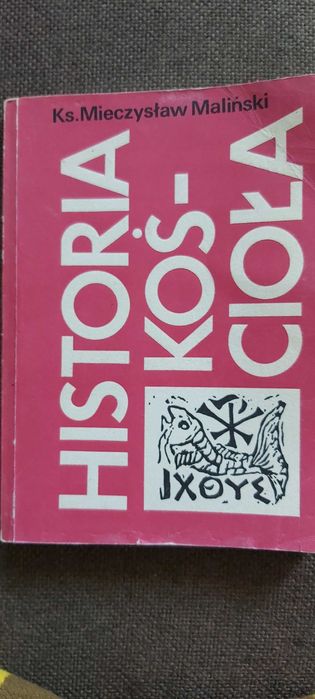 Ks.Mieczysław Maliński
HISTORIA
KOŚ-
CIOŁA
ΙΧΘΥΣ